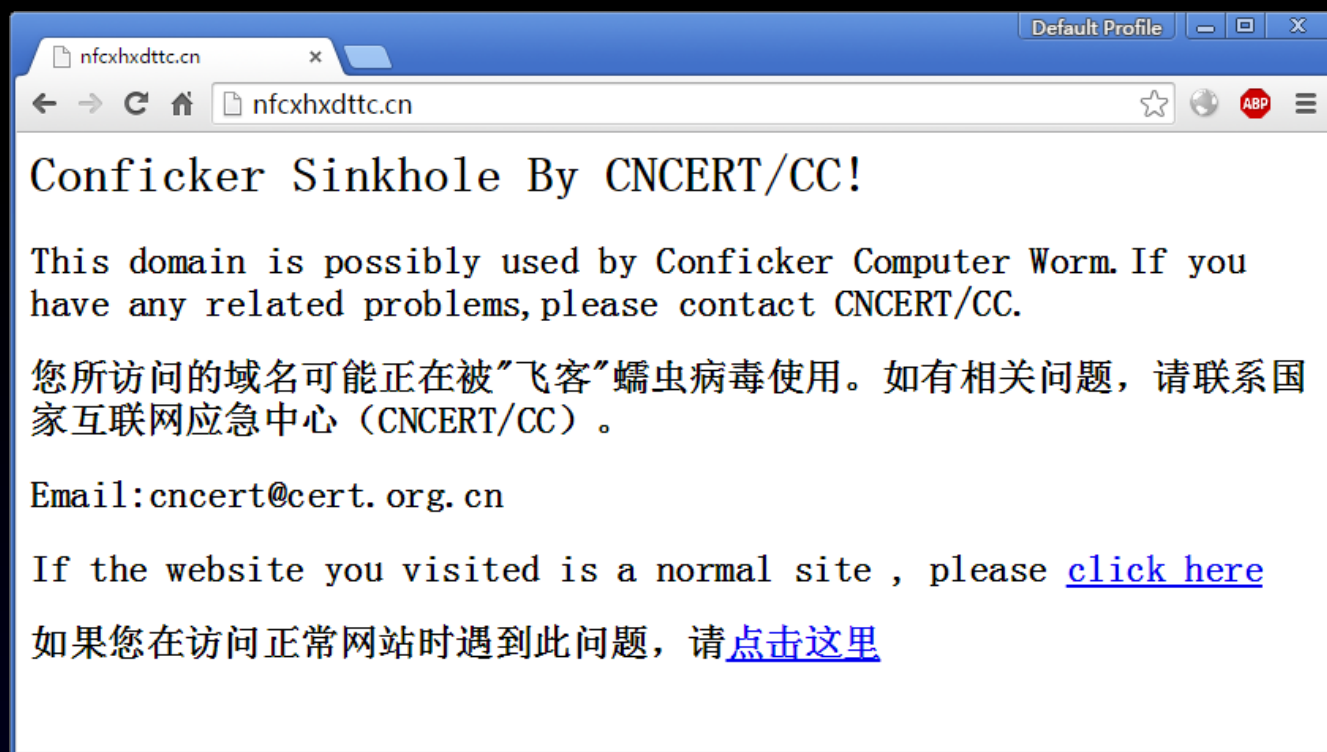 Default Profile
nfcxhxdttc.cn
nfcxhxdttc.cn
ABP
Conficker Sinkhole By CNCERT/CC!
This domain is possibly used by Conficker Computer Worm.If you
have any related problems,please contact CNCERT/CC.
您所访问的域名可能正在被"飞客"蠕虫病毒使用。如有相关问题，请联系国
家互联网应急中心（CNCERT/CC）。
Email:cncert@cert.org.cn
If the website you visited is a normal site , please click here
如果您在访问正常网站时遇到此问题，请点击这里